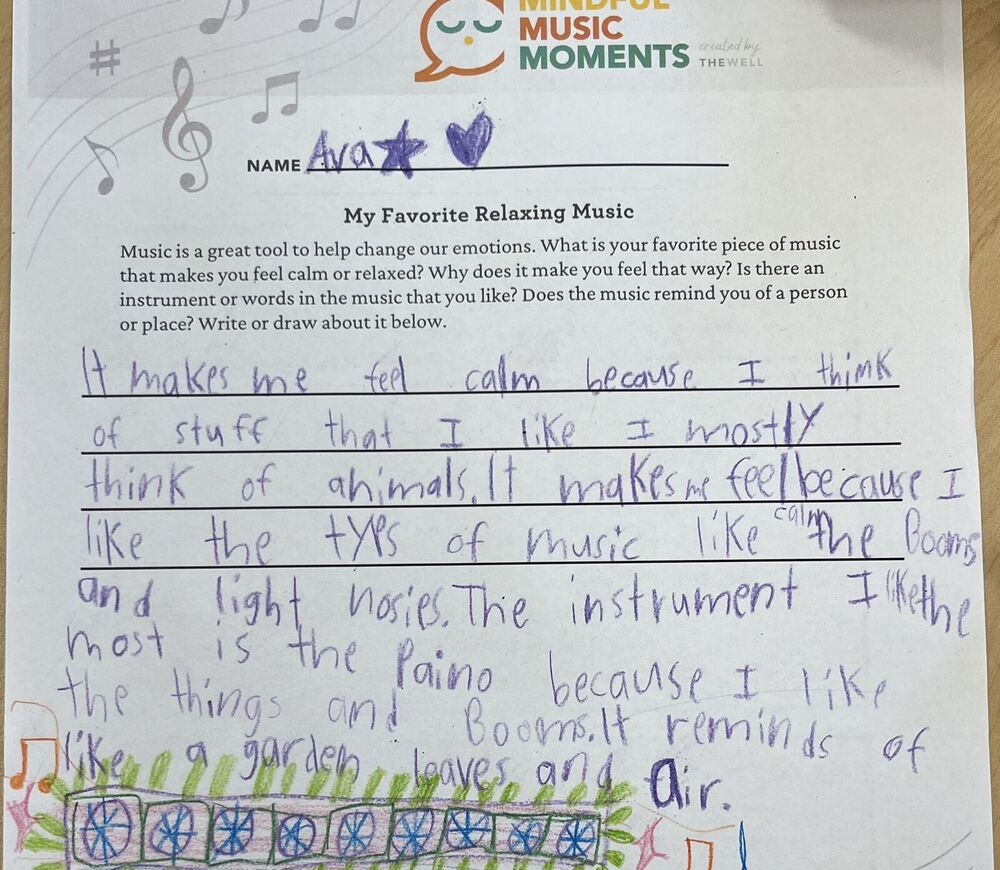 MINDFUL
MUSIC
MOMENTS created by
THEWELL
NAME Ava
My Favorite Relaxing Music
Music is a great tool to help change our emotions. What is your favorite piece of music
that makes you feel calm or relaxed? Why does it make you feel that way? Is there an
instrument or words in the music that you like? Does the music remind you of a person
or place? Write or draw about it below.
It makes me feel calm because I think
of stuff that I like I mostly
think of animals. It makes me feel because I
calm
like the tyes of music like the Booms
and light nosies. The instrument I like the
most is the Paino because I like
the things and Booms. It reminds of
like a garden leaves and air.